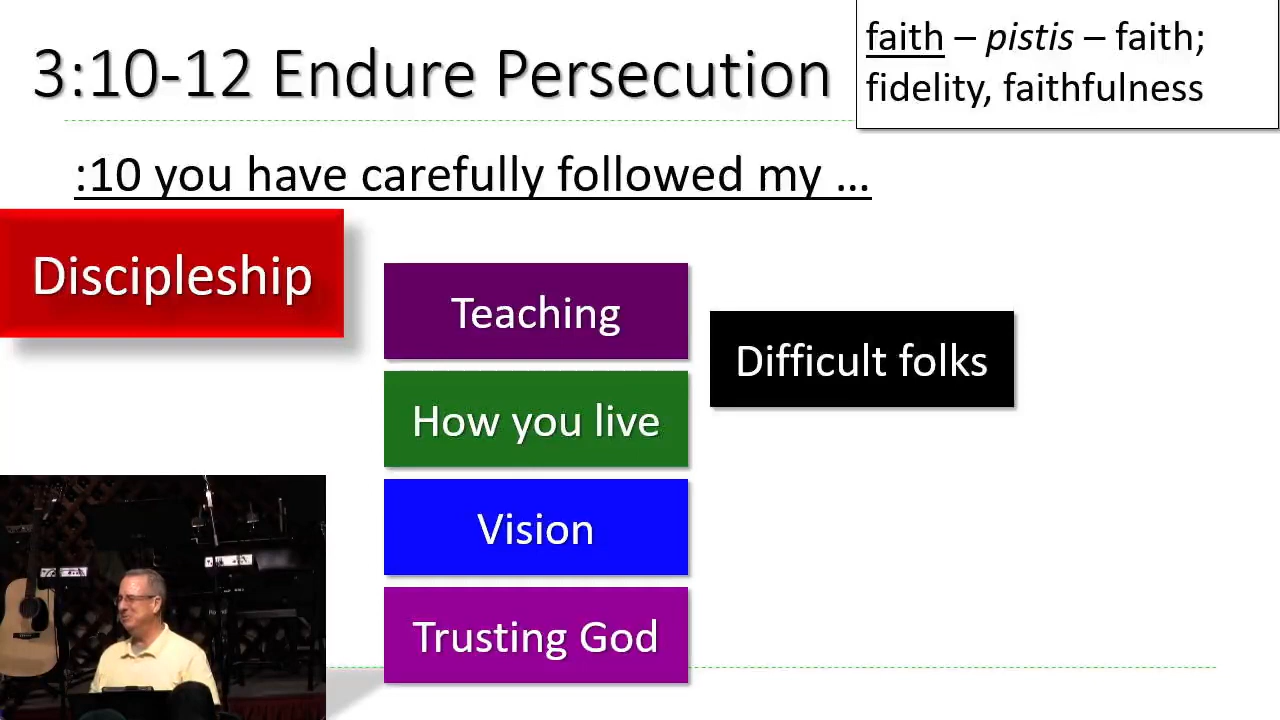 3:10-12 Endure Persecution
faith – pistis – faith;
fidelity, faithfulness
:10 you have carefully followed my ...
Discipleship
Teaching
Difficult folks
How you live
Vision
Trusting God